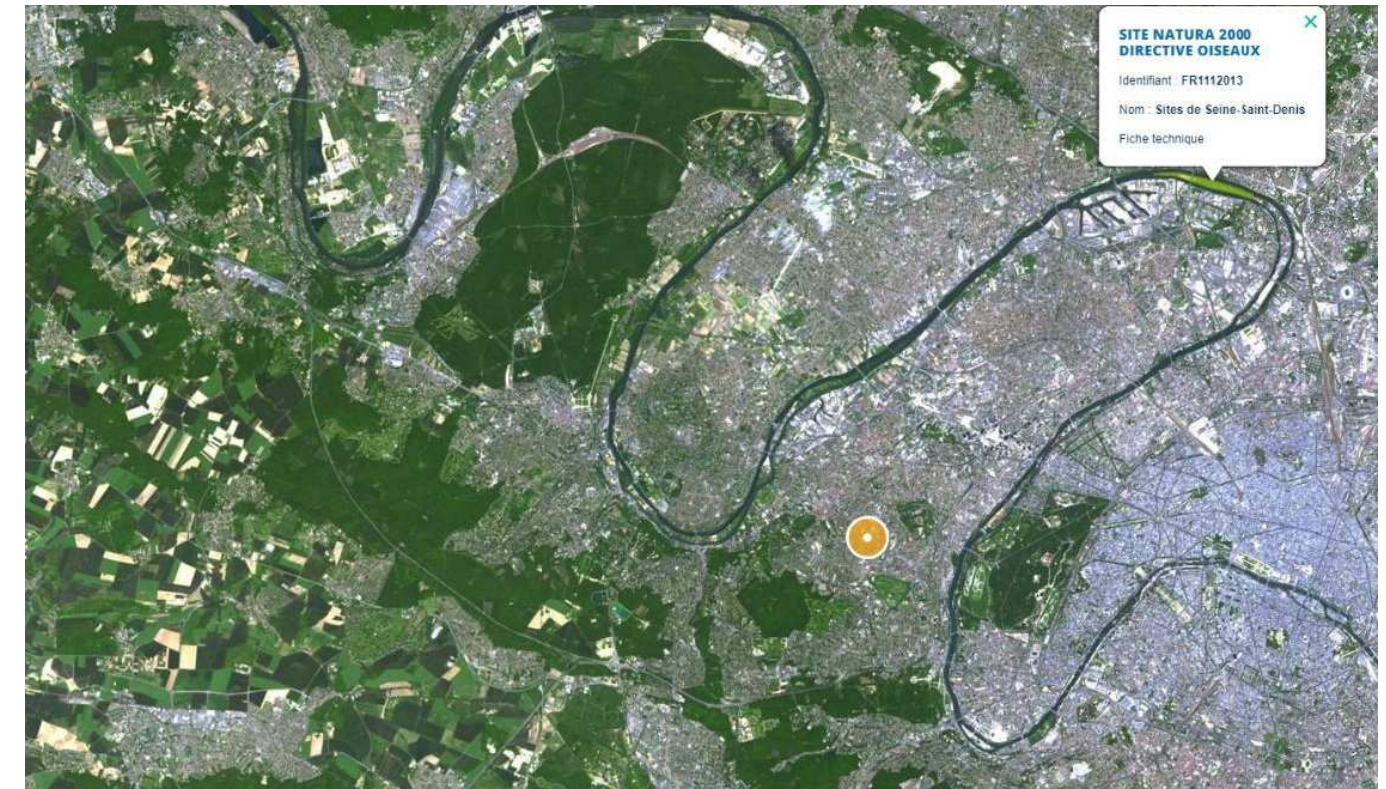 SITE NATURA 2000
DIRECTIVE OISEAUX
Identifiant : FR1112013
Nom : Sites de Seine-Saint-Denis
Fiche technique